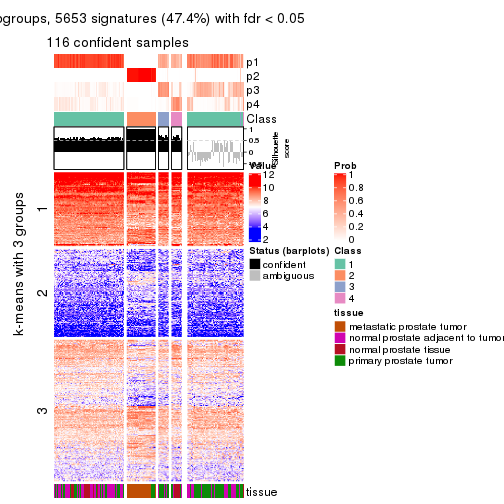 ogroups, 5653 signatures (47.4%) with fdr < 0.05
116 confident samples
p1
p2
p3
p4
Class
1
0.5
0
Silhouette
score
k-means with 3 groups
1
2
3
Value
12
10
8
6
4
2
Prob
1
0.8
0.6
0.4
0.2
0
Status (barplots)
confident
ambiguous
Class
1
2
3
4
tissue
metastatic prostate tumor
normal prostate adjacent to tumor
normal prostate tissue
primary prostate tumor
tissue